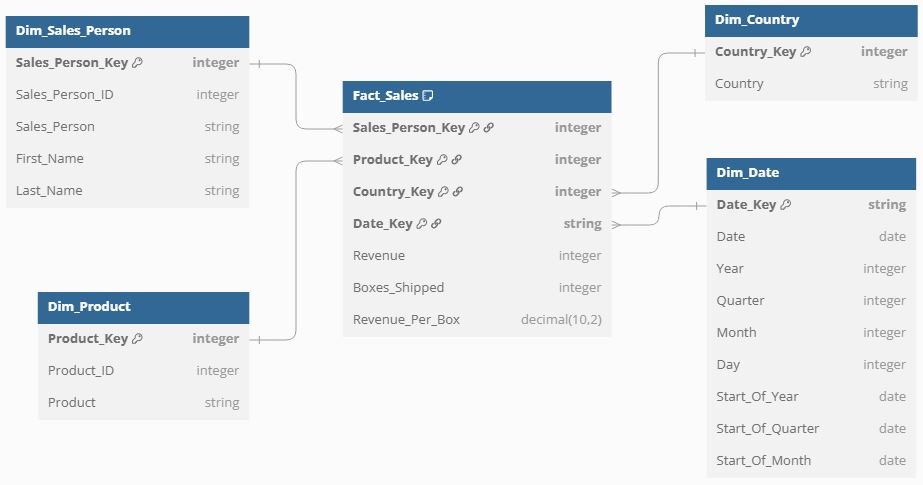 Dim_Sales_Person
Sales_Person_Key integer
Sales_Person_ID integer
Sales_Person string
First_Name string
Last_Name string
Dim_Product
Product_Key integer
Product_ID integer
Product string
Fact_Sales
Sales_Person_Key integer
Product_Key integer
Country_Key integer
Date_Key string
Revenue integer
Boxes_Shipped integer
Revenue_Per_Box decimal(10,2)
Dim_Country
Country_Key integer
Country string
Dim_Date
Date_Key string
Date date
Year integer
Quarter integer
Month integer
Day integer
Start_Of_Year date
Start_Of_Quarter date
Start_Of_Month date